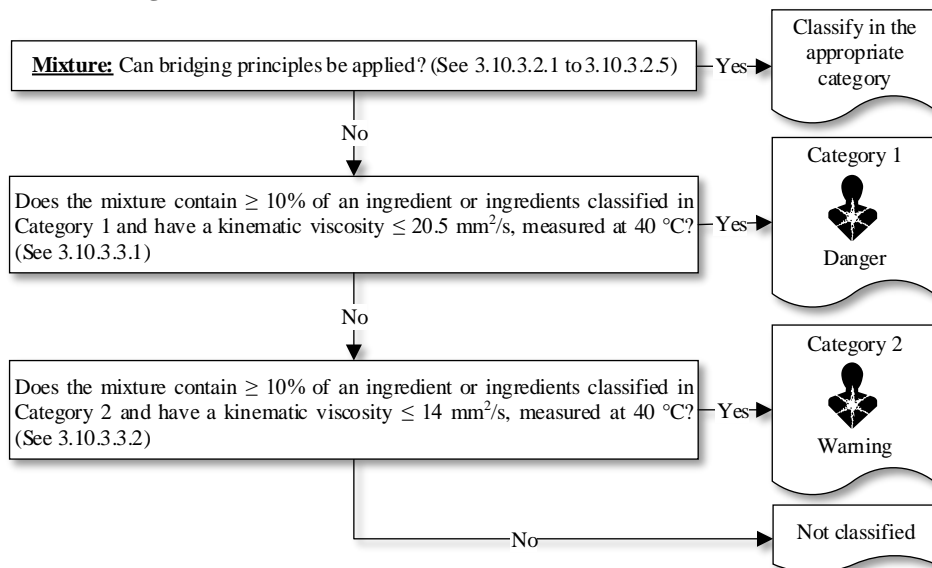 Mixture: Can bridging principles be applied? (See 3.10.3.2.1 to 3.10.3.2.5)
Yes
Classify in the
appropriate
category
No
Does the mixture contain ≥ 10% of an ingredient or ingredients classified in
Category 1 and have a kinematic viscosity ≤ 20.5 mm²/s, measured at 40 °C?
(See 3.10.3.3.1)
Yes
Category 1
Danger
No
Does the mixture contain ≥ 10% of an ingredient or ingredients classified in
Category 2 and have a kinematic viscosity ≤ 14 mm²/s, measured at 40 °C?
(See 3.10.3.3.2)
Yes
Category 2
Warning
No
Not classified